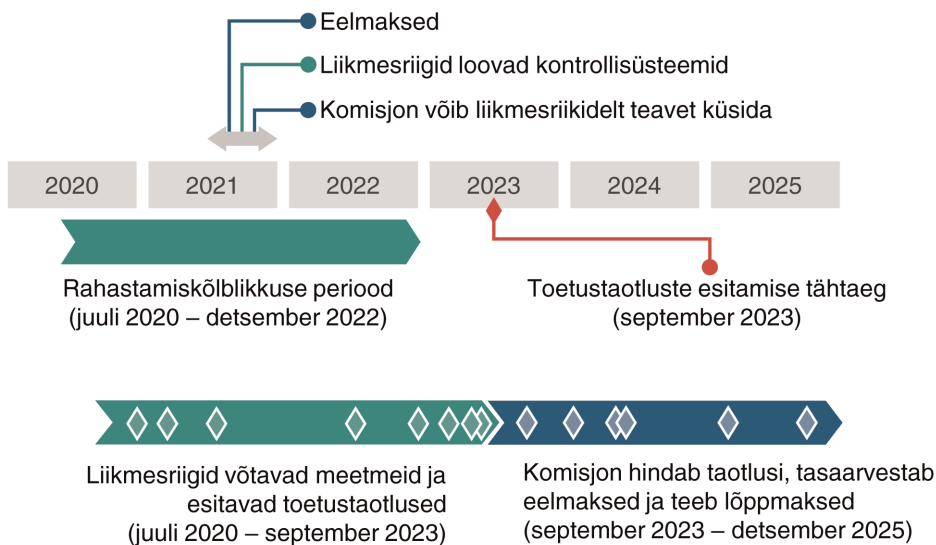 Eelmaksed
Liikmesriigid loovad kontrollisüsteemid
Komisjon võib liikmesriikidelt teavet küsida
2020
2021
2022
2023
2024
2025
Rahastamiskõlblikkuse periood
(juuli 2020 – detsember 2022)
Toetustaotluste esitamise tähtaeg
(september 2023)
Liikmesriigid võtavad meetmeid ja
esitavad toetustaotlused
(juuli 2020 – september 2023)
Komisjon hindab taotlusi, tasaarvestab
eelmaksed ja teeb lõppmaksed
(september 2023 – detsember 2025)